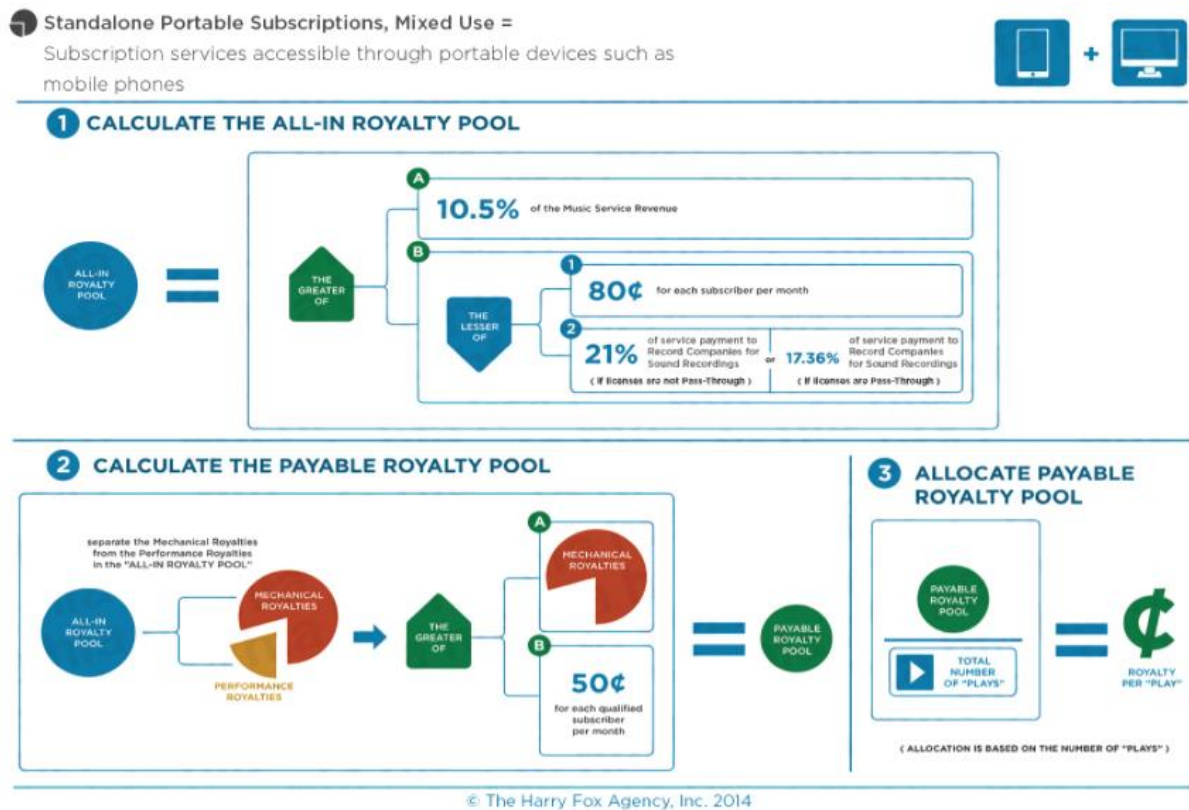 Standalone Portable Subscriptions, Mixed Use =
Subscription services accessible through portable devices such as
mobile phones
+
1 CALCULATE THE ALL-IN ROYALTY POOL
ALL-IN
ROYALTY
POOL
=
THE
GREATER
OF
A
10.5% of the Music Service Revenue
B
THE
LESSER
OF
1
80¢ for each subscriber per month
2
21%
of service payment to
Record Companies for
Sound Recordings
( If licenses are not Pass-Through )
or
17.36%
of service payment to
Record Companies
for Sound Recordings
( If licenses are Pass-Through )
2 CALCULATE THE PAYABLE ROYALTY POOL
separate the Mechanical Royalties
from the Performance Royalties
in the "ALL-IN ROYALTY POOL"
ALL-IN
ROYALTY
POOL
MECHANICAL
ROYALTIES
PERFORMANCE
ROYALTIES
THE
GREATER
OF
A
MECHANICAL
ROYALTIES
B
50¢
for each qualified
subscriber
per month
=
PAYABLE
ROYALTY
POOL
3 ALLOCATE PAYABLE
ROYALTY POOL
PAYABLE
ROYALTY
POOL
TOTAL
NUMBER
OF "PLAYS"
=
¢
ROYALTY
PER "PLAY"
( ALLOCATION IS BASED ON THE NUMBER OF "PLAYS" )
© The Harry Fox Agency, Inc. 2014